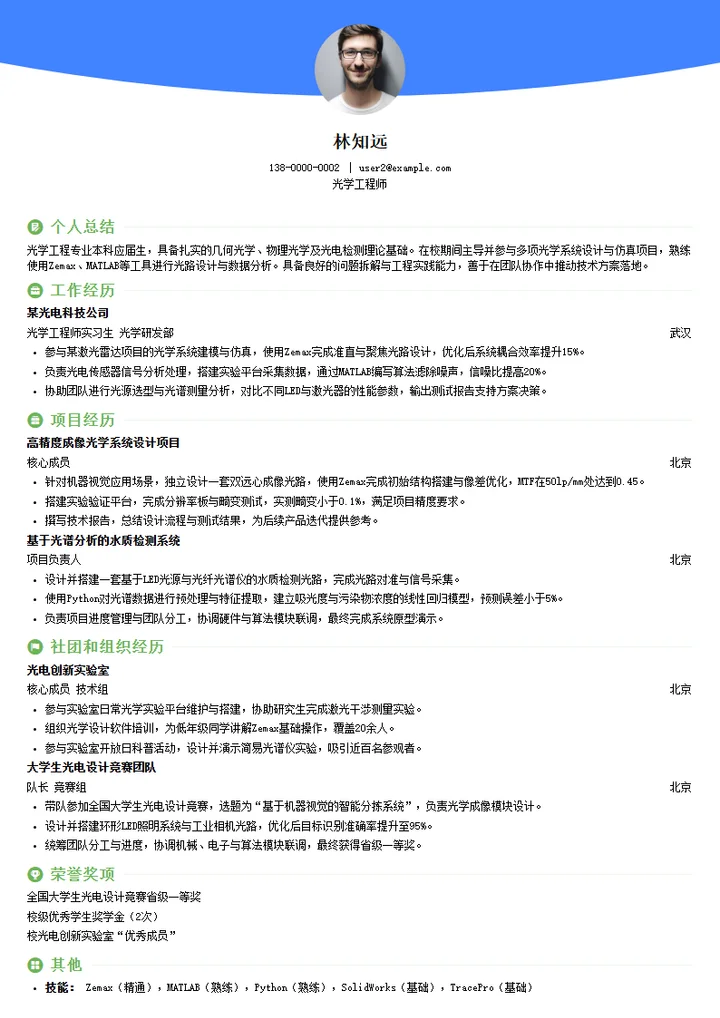 林知远
138-0000-0002 | user2@example.com
光学工程师
个人总结
光学工程专业本科应届生，具备扎实的几何光学、物理光学及光电检测理论基础。在校期间主导并参与多项光学系统设计与仿真项目，熟练
使用Zemax、MATLAB等工具进行光路设计与数据分析。具备良好的问题拆解与工程实践能力，善于在团队协作中推动技术方案落地。
工作经历
某光电科技公司
光学工程师实习生 光学研发部 武汉
• 参与某激光雷达项目的光学系统建模与仿真，使用Zemax完成准直与聚焦光路设计，优化后系统耦合效率提升15%。
• 负责光电传感器信号分析处理，搭建实验平台采集数据，通过MATLAB编写算法滤除噪声，信噪比提高20%。
• 协助团队进行光源选型与光谱测量分析，对比不同LED与激光器的性能参数，输出测试报告支持方案决策。
项目经历
高精度成像光学系统设计项目
核心成员 北京
• 针对机器视觉应用场景，独立设计一套双远心成像光路，使用Zemax完成初始结构搭建与像差优化，MTF在50lp/mm处达到0.45。
• 搭建实验验证平台，完成分辨率板与畸变测试，实测畸变小于0.1%，满足项目精度要求。
• 撰写技术报告，总结设计流程与测试结果，为后续产品迭代提供参考。
基于光谱分析的水质检测系统
项目负责人 北京
• 设计并搭建一套基于LED光源与光纤光谱仪的水质检测光路，完成光路对准与信号采集。
• 使用Python对光谱数据进行预处理与特征提取，建立吸光度与污染物浓度的线性回归模型，预测误差小于5%。
• 负责项目进度管理与团队分工，协调硬件与算法模块联调，最终完成系统原型演示。
社团和组织经历
光电创新实验室
核心成员 技术组 北京
• 参与实验室日常光学实验平台维护与搭建，协助研究生完成激光干涉测量实验。
• 组织光学设计软件培训，为低年级同学讲解Zemax基础操作，覆盖20余人。
• 参与实验室开放日科普活动，设计并演示简易光谱仪实验，吸引近百名参观者。
大学生光电设计竞赛团队
队长 竞赛组 北京
• 带队参加全国大学生光电设计竞赛，选题为“基于机器视觉的智能分拣系统”，负责光学成像模块设计。
• 设计并搭建环形LED照明系统与工业相机光路，优化后目标识别准确率提升至95%。
• 统筹团队分工与进度，协调机械、电子与算法模块联调，最终获得省级一等奖。
荣誉奖项
全国大学生光电设计竞赛省级一等奖
校级优秀学生奖学金（2次）
校光电创新实验室“优秀成员”
其他
• 技能： Zemax（精通），MATLAB（熟练），Python（熟练），SolidWorks（基础），TracePro（基础）